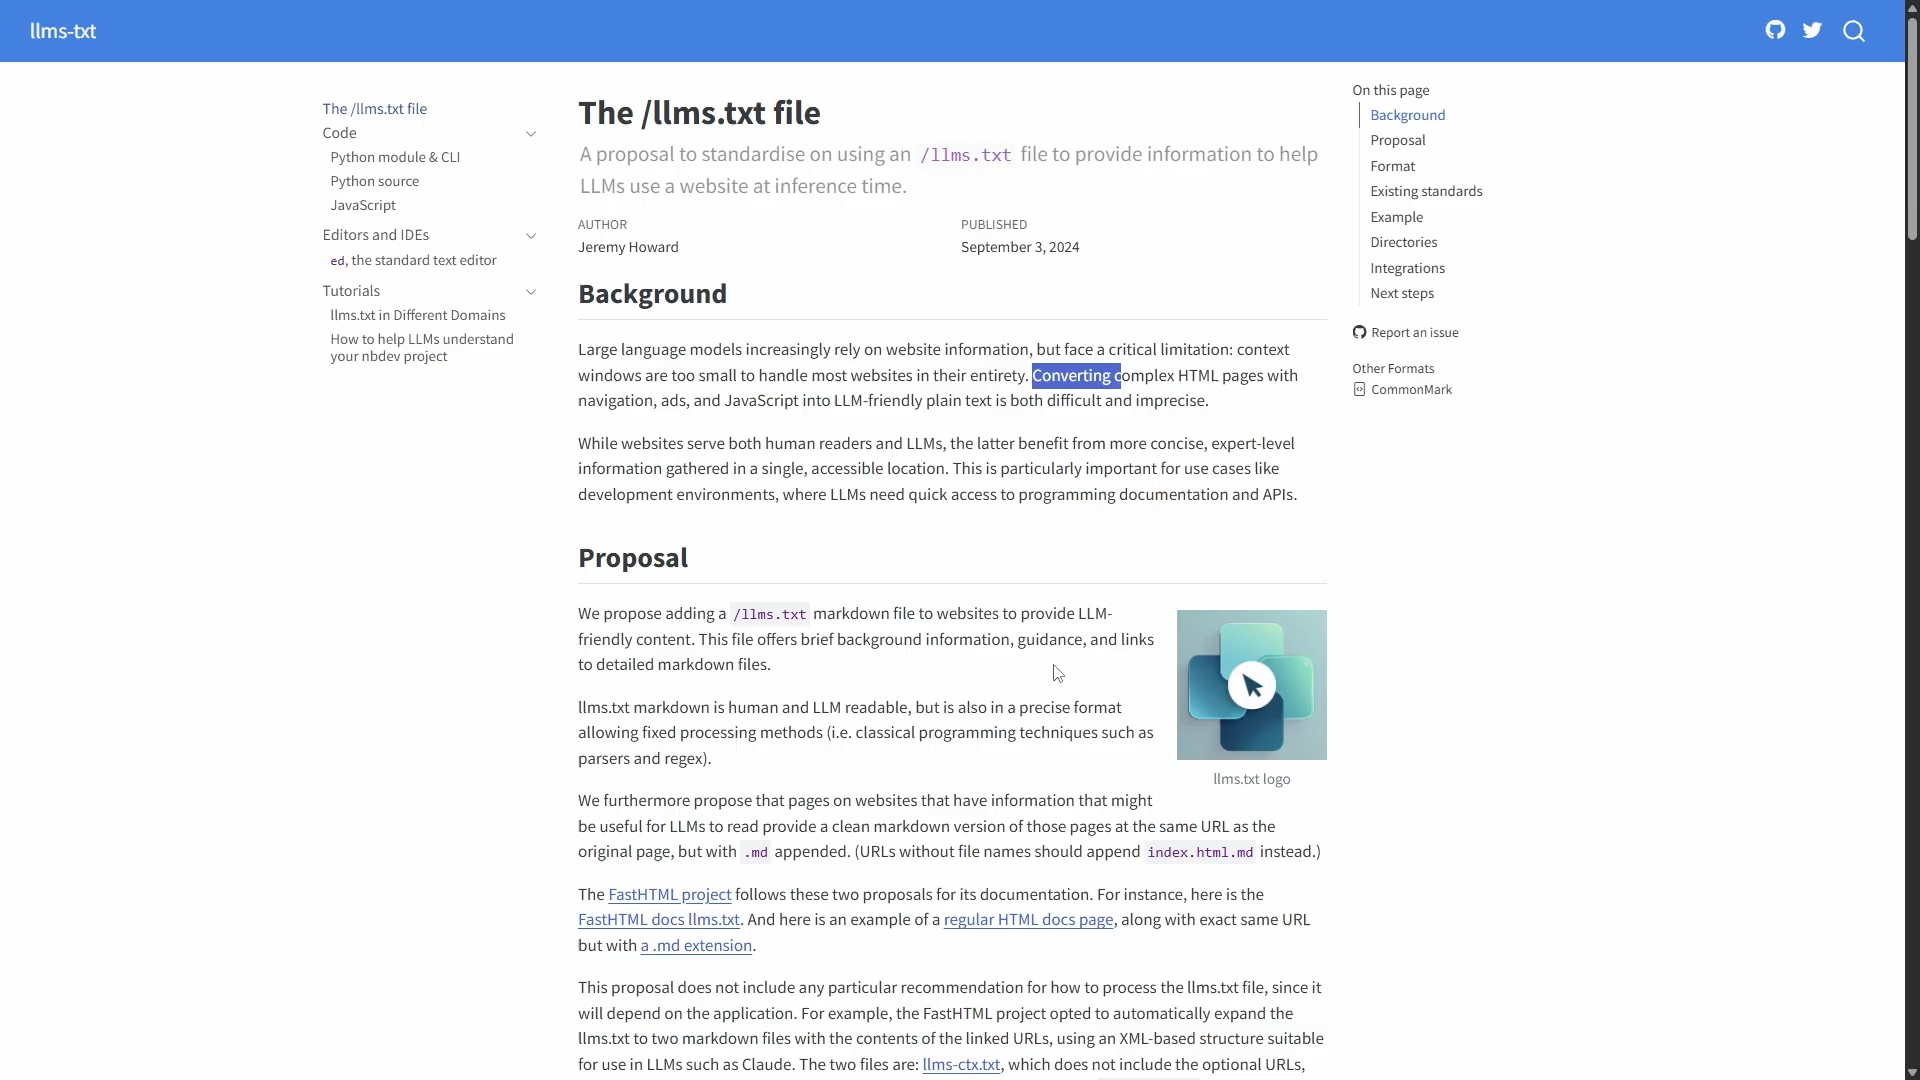 llms-txt
The /llms.txt file
Code
Python module & CLI
Python source
JavaScript
Editors and IDEs
ed, the standard text editor
Tutorials
llms.txt in Different Domains
How to help LLMs understand
your nbdev project
The /llms.txt file
A proposal to standardise on using an /llms.txt file to provide information to help
LLMs use a website at inference time.
AUTHOR
Jeremy Howard
PUBLISHED
September 3, 2024
Background
Large language models increasingly rely on website information, but face a critical limitation: context
windows are too small to handle most websites in their entirety. Converting complex HTML pages with
navigation, ads, and JavaScript into LLM-friendly plain text is both difficult and imprecise.
While websites serve both human readers and LLMs, the latter benefit from more concise, expert-level
information gathered in a single, accessible location. This is particularly important for use cases like
development environments, where LLMs need quick access to programming documentation and APIs.
Proposal
We propose adding a /llms.txt markdown file to websites to provide LLM-
friendly content. This file offers brief background information, guidance, and links
to detailed markdown files.
llms.txt markdown is human and LLM readable, but is also in a precise format
allowing fixed processing methods (i.e. classical programming techniques such as
parsers and regex).
llms.txt logo
We furthermore propose that pages on websites that have information that might
be useful for LLMs to read provide a clean markdown version of those pages at the same URL as the
original page, but with .md appended. (URLs without file names should append index.html.md instead.)
The FastHTML project follows these two proposals for its documentation. For instance, here is the
FastHTML docs llms.txt. And here is an example of a regular HTML docs page, along with exact same URL
but with a .md extension.
This proposal does not include any particular recommendation for how to process the llms.txt file, since it
will depend on the application. For example, the FastHTML project opted to automatically expand the
llms.txt to two markdown files with the contents of the linked URLs, using an XML-based structure suitable
for use in LLMs such as Claude. The two files are: llms-ctx.txt, which does not include the optional URLs,
On this page
Background
Proposal
Format
Existing standards
Example
Directories
Integrations
Next steps
Report an issue
Other Formats
CommonMark